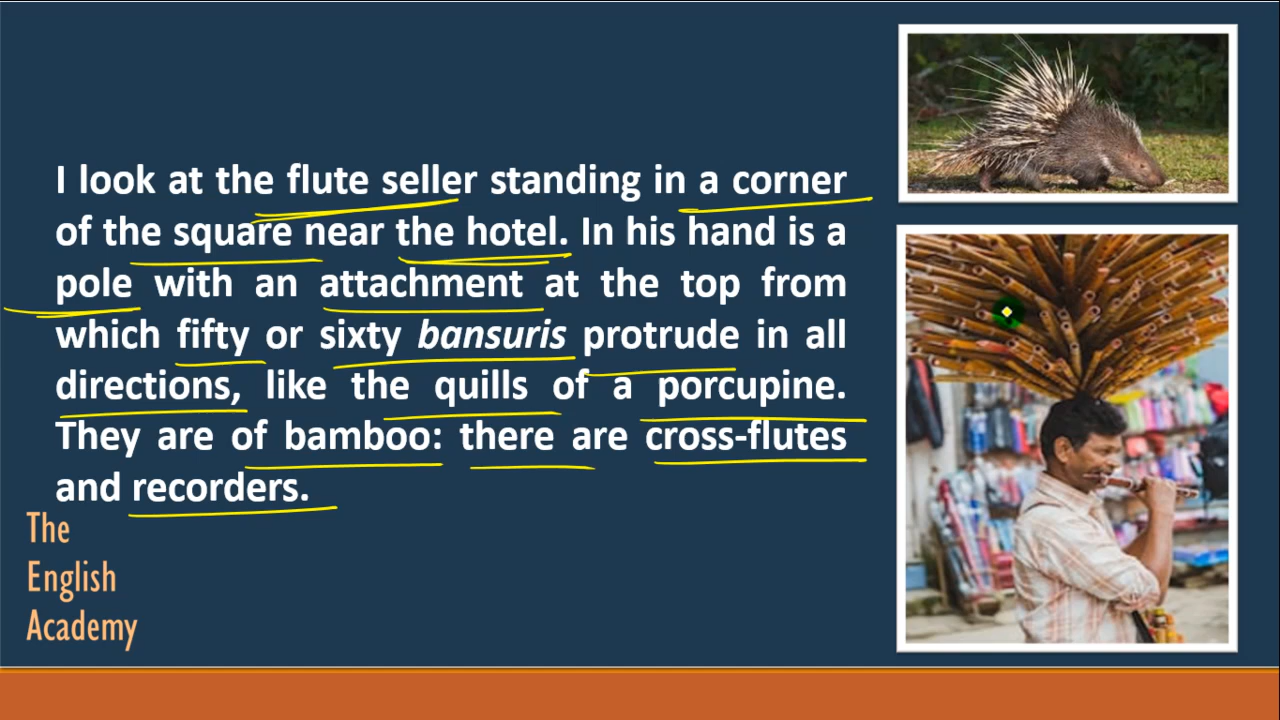 I look at the flute seller standing in a corner
of the square near the hotel. In his hand is a
pole with an attachment at the top from
which fifty or sixty bansuris protrude in all
directions, like the quills of a porcupine.
They are of bamboo: there are cross-flutes
and recorders.
The
English
Academy